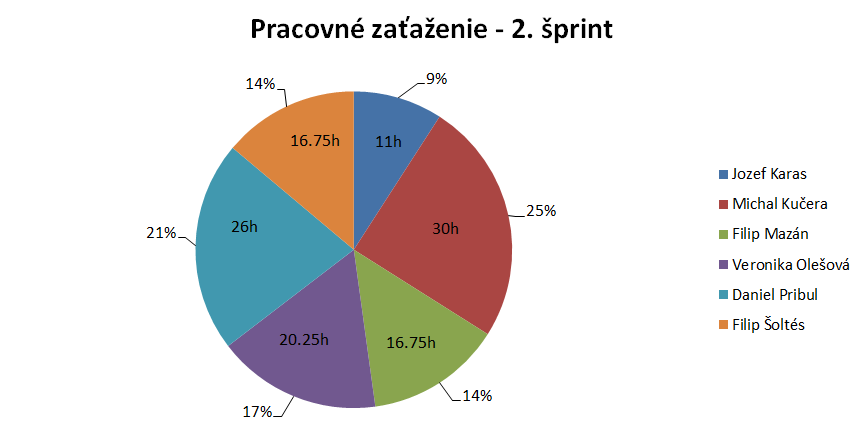 Pracovné zaťaženie - 2. šprint
9%
11h
25%
30h
14%
16.75h
17%
20.25h
21%
26h
14%
16.75h
Jozef Karas
Michal Kučera
Filip Mazán
Veronika Olešová
Daniel Pribul
Filip Šoltés